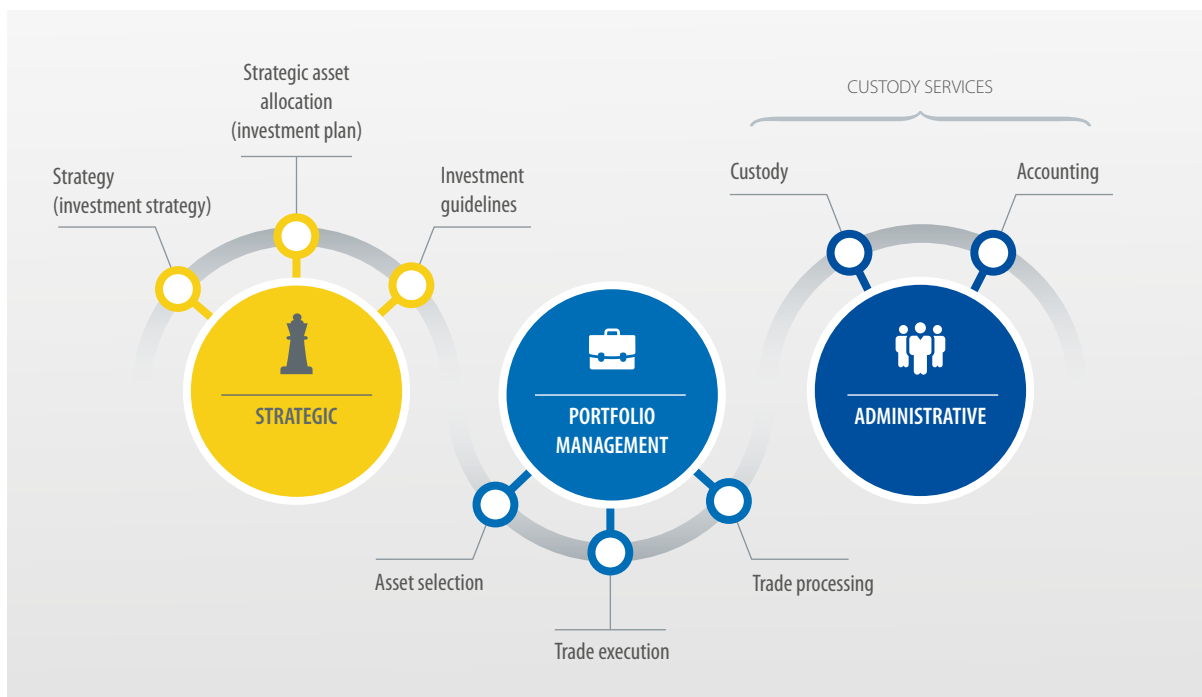 Strategic asset
allocation
(investment plan)
Strategy
(investment strategy)
Investment
guidelines
STRATEGIC
Asset selection
PORTFOLIO
MANAGEMENT
Trade execution
Trade processing
CUSTODY SERVICES
Custody
Accounting
ADMINISTRATIVE